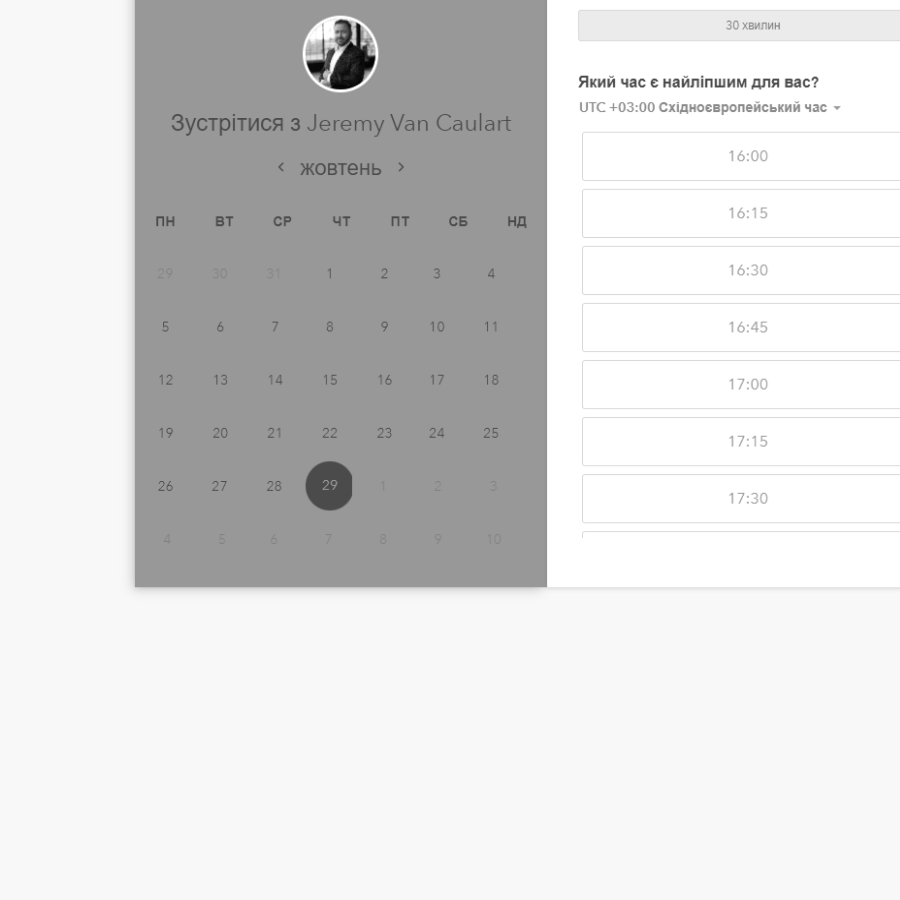 Зустрітися з Jeremy Van Caulart
жовтень
ПН ВТ СР ЧТ ПТ СБ НД
29 30 31 1 2 3 4
5 6 7 8 9 10 11
12 13 14 15 16 17 18
19 20 21 22 23 24 25
26 27 28 29 1 2 3
4 5 6 7 8 9 10
30 хвилин
Який час є найліпшим для вас?
UTC +03:00 Східноєвропейський час
16:00
16:15
16:30
16:45
17:00
17:15
17:30